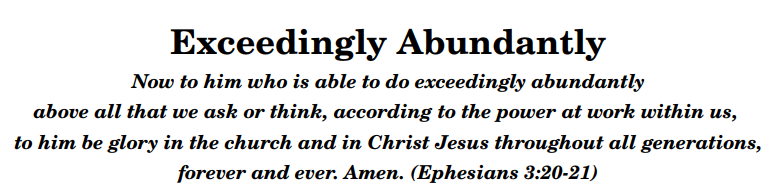 Exceedingly Abundantly
Now to him who is able to do exceedingly abundantly
above all that we ask or think, according to the power at work within us,
to him be glory in the church and in Christ Jesus throughout all generations,
forever and ever. Amen. (Ephesians 3:20-21)